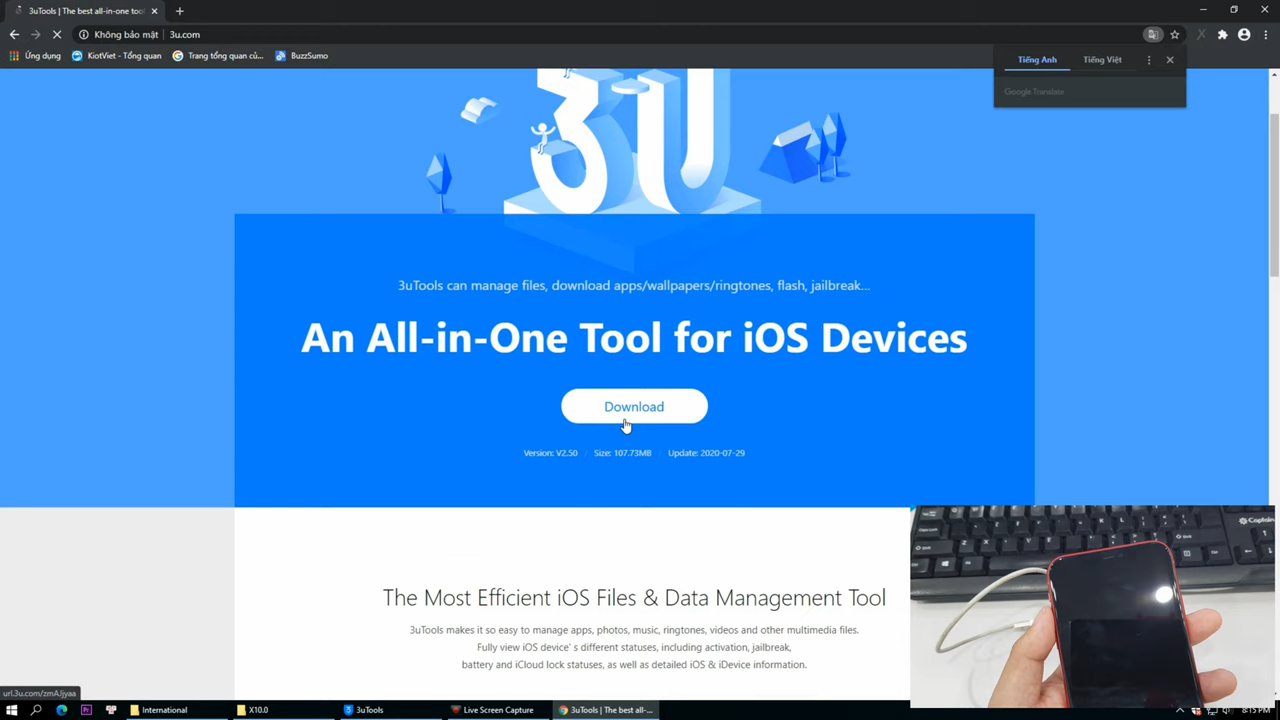 3uTools | The best all-in-one tool
Không bảo mật | 3u.com
Ứng dụng
KiotViet - Tổng quan
Trang tổng quan củ...
BuzzSumo
Tiếng Anh
Tiếng Việt
Google Translate
3U
3uTools can manage files, download apps/wallpapers/ringtones, flash, jailbreak...
An All-in-One Tool for iOS Devices
Download
Version: V2.50 / Size: 107.73MB / Update: 2020-07-29
The Most Efficient iOS Files & Data Management Tool
3uTools makes it so easy to manage apps, photos, music, ringtones, videos and other multimedia files.
Fully view iOS device' s different statuses, including activation, jailbreak,
battery and iCloud lock statuses, as well as detailed iOS & iDevice information.
url.3u.com/zmAJjyaa
International
X10.0
3uTools
Live Screen Capture
3uTools | The best all-...
8:15 PM